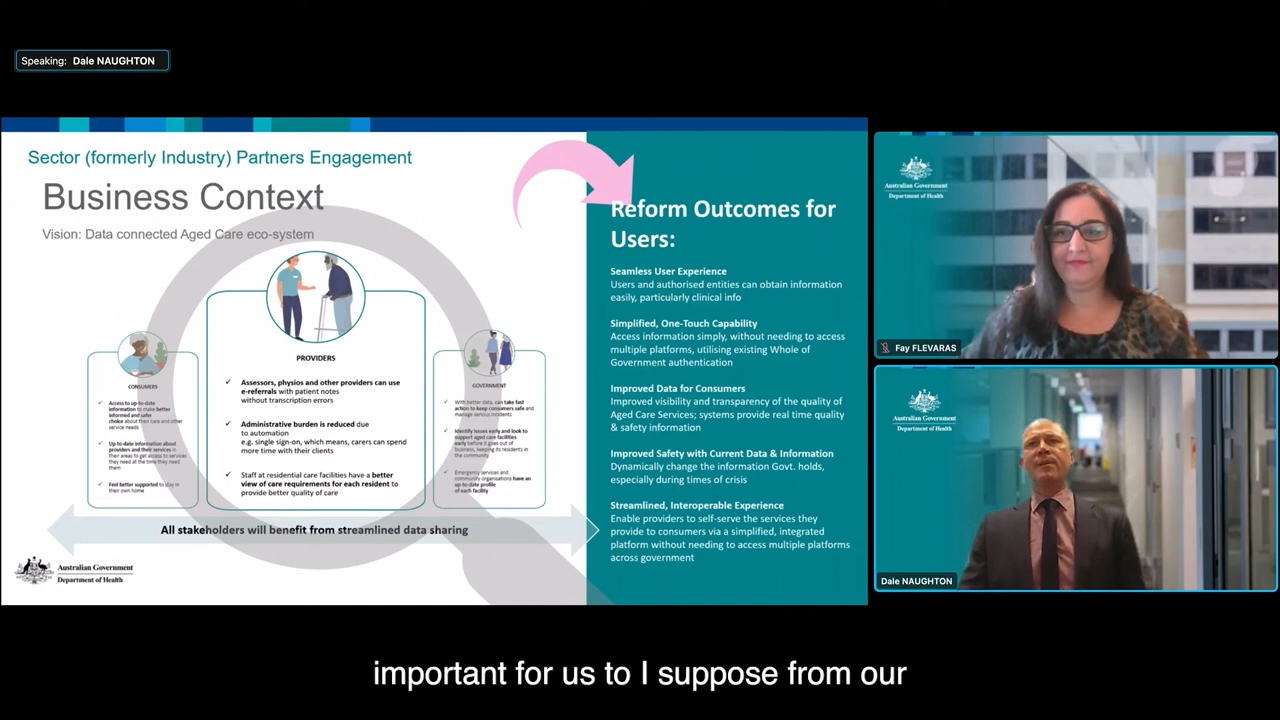 Speaking: Dale NAUGHTON
Sector (formerly Industry) Partners Engagement
Business Context
Vision: Data connected Aged Care eco-system
CONSUMERS
✓ Access to up-to-date
information to make better
informed and safer
choice about their care and other
service needs
✓ Up-to-date information about
providers and their services in
their areas to get access to services
they need at the time they need
them
✓ Feel better supported to stay in
their own home
PROVIDERS
✓ Assessors, physios and other providers can use
e-referrals with patient notes
without transcription errors
✓ Administrative burden is reduced due
to automation
e.g. single sign-on, which means, carers can spend
more time with their clients
✓ Staff at residential care facilities have a better
view of care requirements for each resident to
provide better quality of care
GOVERNMENT
✓ With better data, can take fast
action to keep consumers safe and
manage serious incidents
✓ Identify issues early and look to
support aged care facilities
early before it goes out of
business, keeping its residents in
the community
✓ Emergency services and
community organisations have an
up-to-date profile
of each facility
All stakeholders will benefit from streamlined data sharing
Australian Government
Department of Health
Reform Outcomes for
Users:
Seamless User Experience
Users and authorised entities can obtain information
easily, particularly clinical info
Simplified, One-Touch Capability
Access information simply, without needing to access
multiple platforms, utilising existing Whole of
Government authentication
Improved Data for Consumers
Improved visibility and transparency of the quality of
Aged Care Services; systems provide real time quality
& safety information
Improved Safety with Current Data & Information
Dynamically change the information Govt. holds,
especially during times of crisis
Streamlined, Interoperable Experience
Enable providers to self-serve the services they
provide to consumers via a simplified, integrated
platform without needing to access multiple platforms
across government
Australian Government
Department of Health
Fay FLEVARAS
Australian Government
Department of Health
Dale NAUGHTON
important for us to I suppose from our